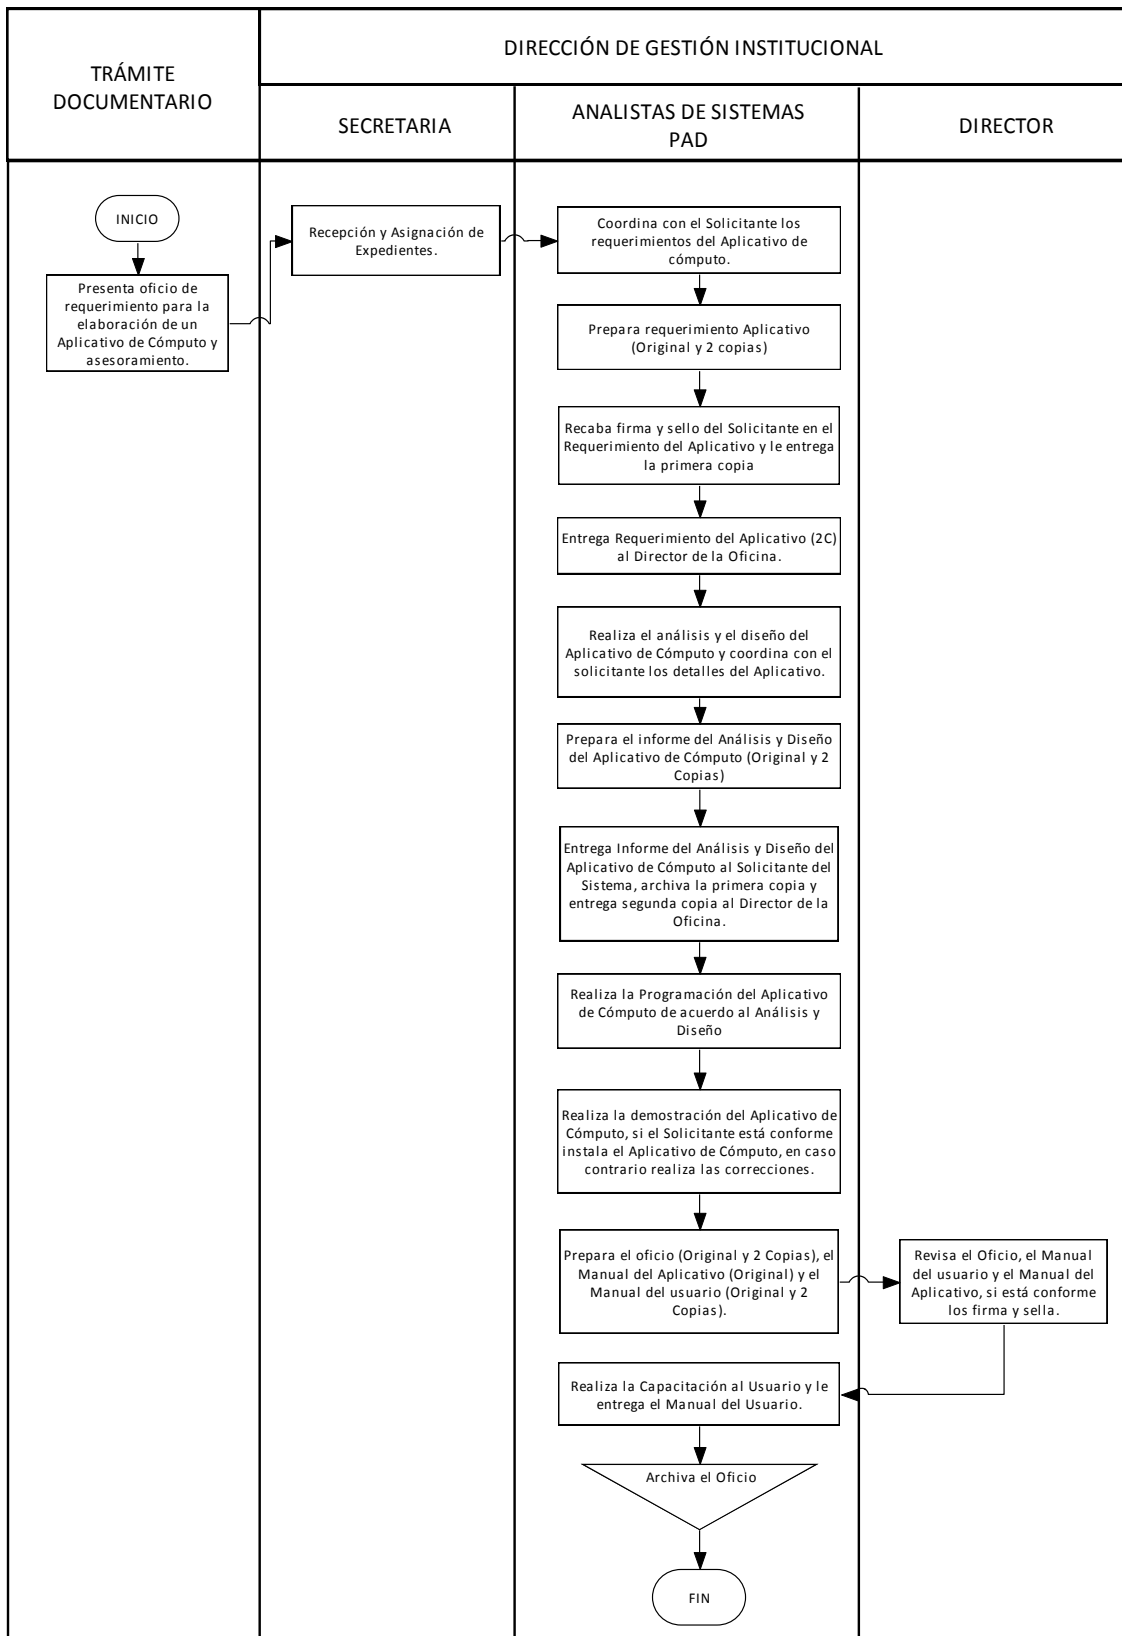 TRÁMITE
DOCUMENTARIO
DIRECCIÓN DE GESTIÓN INSTITUCIONAL
SECRETARIA
ANALISTAS DE SISTEMAS
PAD
DIRECTOR
INICIO
Presenta oficio de
requerimiento para la
elaboración de un
Aplicativo de Cómputo y
asesoramiento.
Recepción y Asignación de
Expedientes.
Coordina con el Solicitante los
requerimientos del Aplicativo de
cómputo.
Prepara requerimiento Aplicativo
(Original y 2 copias)
Recaba firma y sello del Solicitante en el
Requerimiento del Aplicativo y le entrega
la primera copia
Entrega Requerimiento del Aplicativo (2C)
al Director de la Oficina.
Realiza el análisis y el diseño del
Aplicativo de Cómputo y coordina con el
solicitante los detalles del Aplicativo.
Prepara el informe del Análisis y Diseño
del Aplicativo de Cómputo (Original y 2
Copias)
Entrega Informe del Análisis y Diseño del
Aplicativo de Cómputo al Solicitante del
Sistema, archiva la primera copia y
entrega segunda copia al Director de la
Oficina.
Realiza la Programación del Aplicativo
de Cómputo de acuerdo al Análisis y
Diseño
Realiza la demostración del Aplicativo de
Cómputo, si el Solicitante está conforme
instala el Aplicativo de Cómputo, en caso
contrario realiza las correcciones.
Prepara el oficio (Original y 2 Copias), el
Manual del Aplicativo (Original) y el
Manual del usuario (Original y 2
Copias).
Revisa el Oficio, el Manual
del usuario y el Manual del
Aplicativo, si está conforme
los firma y sella.
Realiza la Capacitación al Usuario y le
entrega el Manual del Usuario.
Archiva el Oficio
FIN